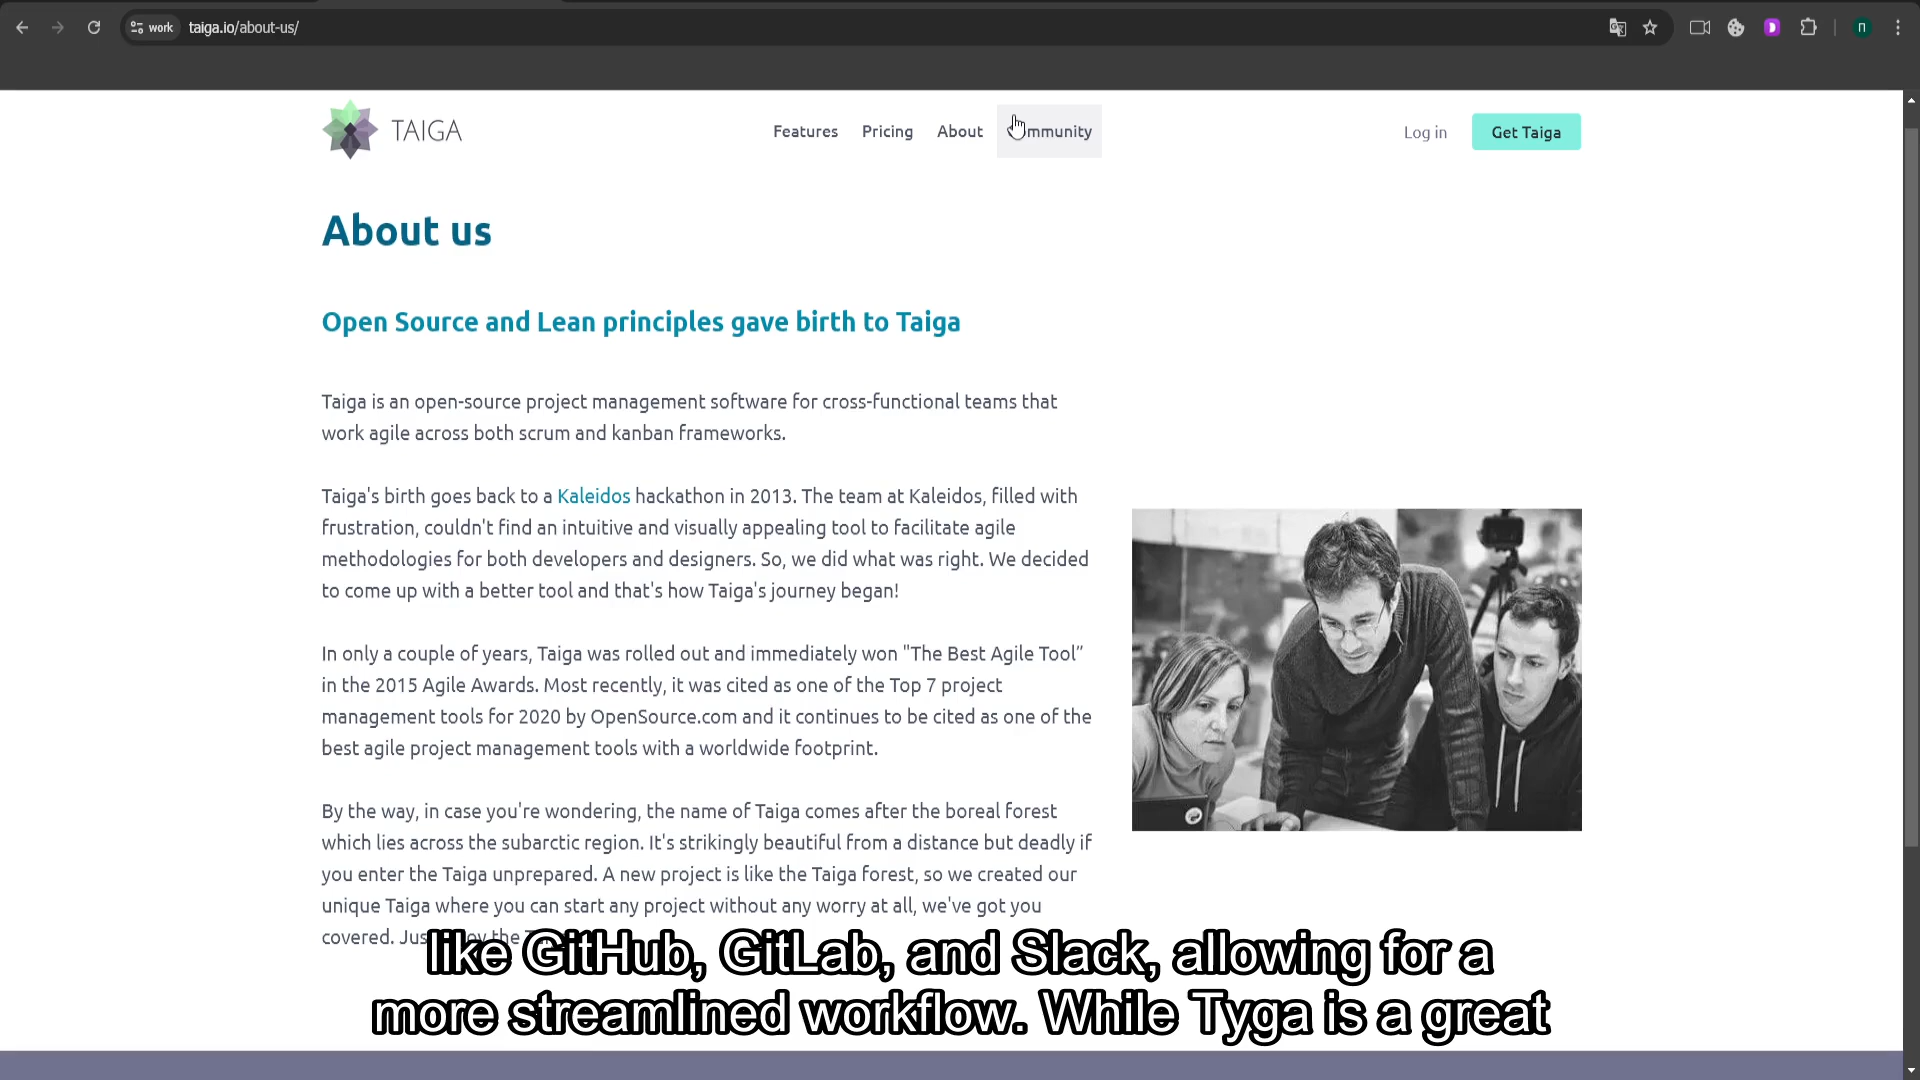 work taiga.io/about-us/
П
TAIGA Features Pricing About mmunity Log in Get Taiga
About us
Open Source and Lean principles gave birth to Taiga
Taiga is an open-source project management software for cross-functional teams that
work agile across both scrum and kanban frameworks.
Taiga's birth goes back to a Kaleidos hackathon in 2013. The team at Kaleidos, filled with
frustration, couldn't find an intuitive and visually appealing tool to facilitate agile
methodologies for both developers and designers. So, we did what was right. We decided
to come up with a better tool and that's how Taiga's journey began!
In only a couple of years, Taiga was rolled out and immediately won "The Best Agile Tool”
in the 2015 Agile Awards. Most recently, it was cited as one of the Top 7 project
management tools for 2020 by OpenSource.com and it continues to be cited as one of the
best agile project management tools with a worldwide footprint.
By the way, in case you're wondering, the name of Taiga comes after the boreal forest
which lies across the subarctic region. It's strikingly beautiful from a distance but deadly if
you enter the Taiga unprepared. A new project is like the Taiga forest, so we created our
unique Taiga where you can start any project without any worry at all, we've got you
covered. the
like GitHub, GitLab, and Slack, allowing for a
more streamlined workflow. While Tyga is a great